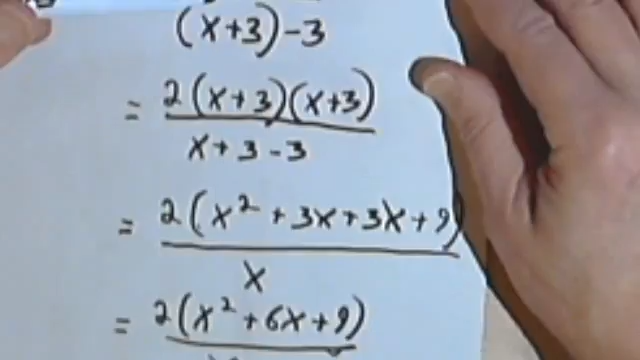 (x+3)-3
= 2(x+3)(x+3)
x+3-3
= 2(x² + 3x + 3x + 9)
x
= 2(x² + 6x + 9)